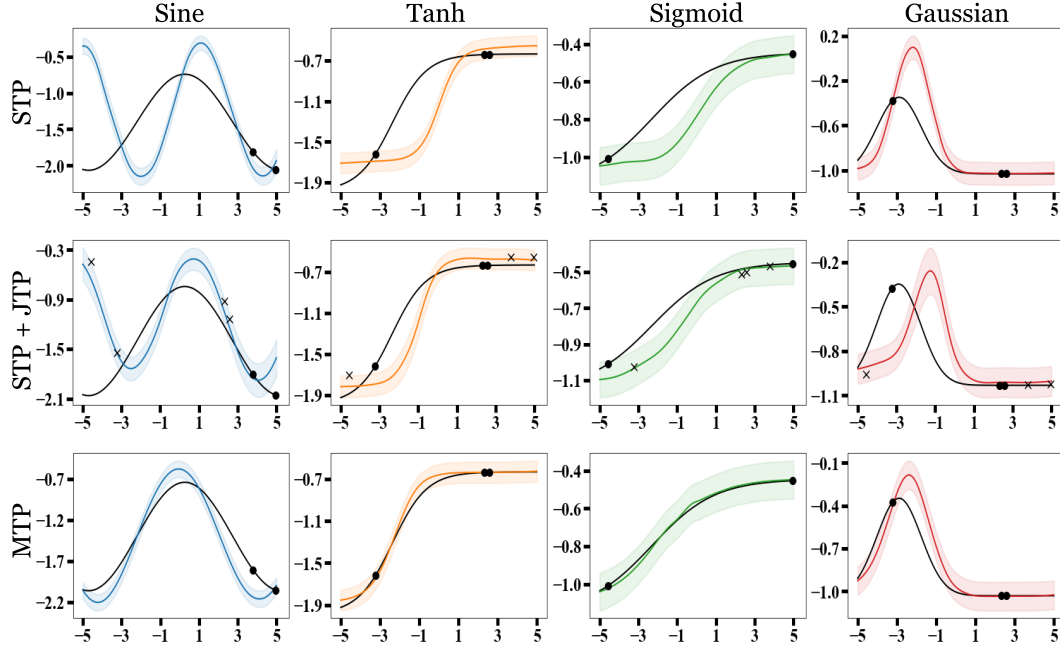 Sine Tanh Sigmoid Gaussian
STP
−0.5 −1.0 −1.5 −2.0
−5 −3 −1 1 3 5
−0.7 −1.1 −1.5 −1.9
−5 −3 −1 1 3 5
−0.4 −0.6 −0.8 −1.0
−5 −3 −1 1 3 5
0.2 −0.2 −0.6 −1.0
−5 −3 −1 1 3 5
STP + JTP
−0.3 −0.9 −1.5 −2.1
−5 −3 −1 1 3 5
−0.7 −1.1 −1.5 −1.9
−5 −3 −1 1 3 5
−0.5 −0.7 −0.9 −1.1
−5 −3 −1 1 3 5
−0.2 −0.5 −0.8 −1.1
−5 −3 −1 1 3 5
MTP
−0.7 −1.2 −1.7 −2.2
−5 −3 −1 1 3 5
−0.7 −1.1 −1.5 −1.9
−5 −3 −1 1 3 5
−0.4 −0.6 −0.8 −1.0
−5 −3 −1 1 3 5
−0.1 −0.4 −0.7 −1.0
−5 −3 −1 1 3 5